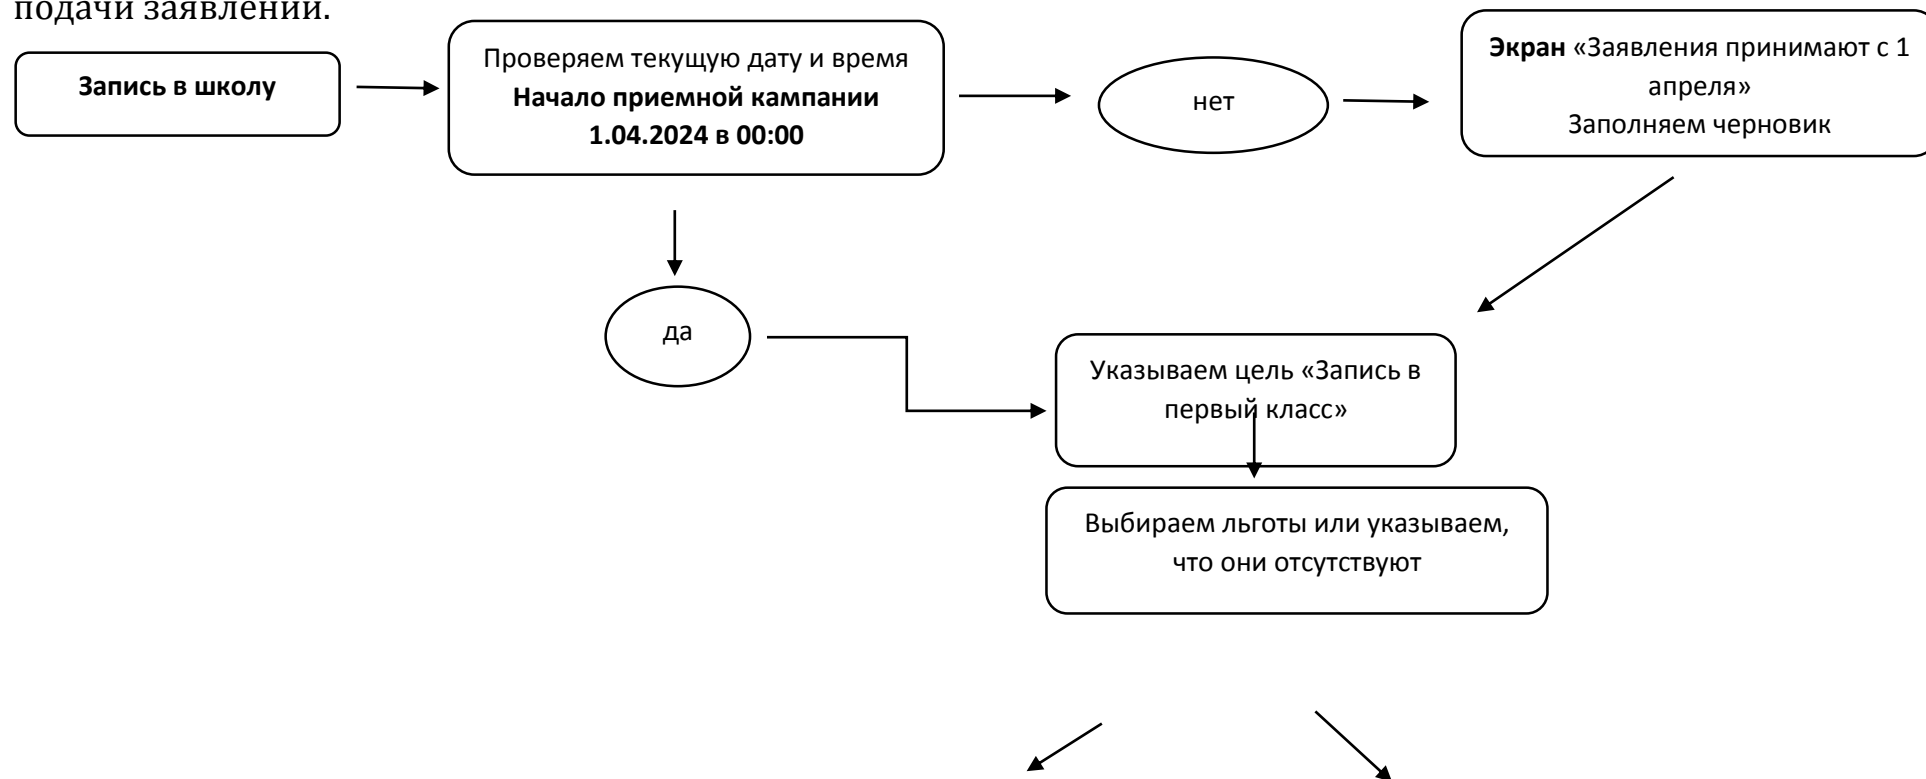 подачи заявлений.
Запись в школу
Проверяем текущую дату и время
Начало приемной кампании
1.04.2024 в 00:00
нет
Экран «Заявления принимают с 1
апреля»
Заполняем черновик
да
Указываем цель «Запись в
первый класс»
Выбираем льготы или указываем,
что они отсутствуют